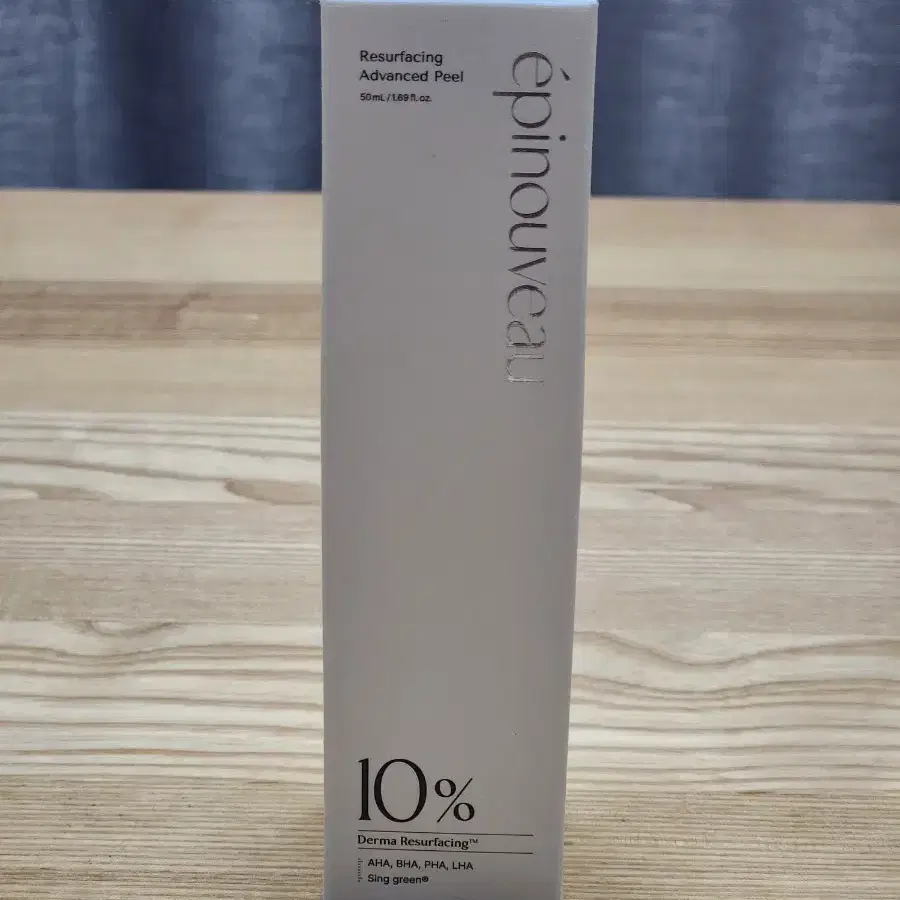 Resurfacing
Advanced Peel
50mL / 1.69 fl. oz.
épinouveau
10%
Derma Resurfacing™
AHA, BHA, PHA, LHA
Sing green®